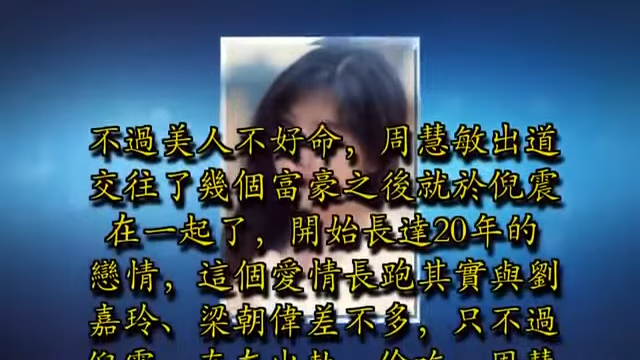 不過美人不好命，周慧敏出道
交往了幾個富豪之後就於倪震
在一起了，開始長達20年的
戀情，這個愛情長跑其實與劉
嘉玲、梁朝偉差不多，只不過